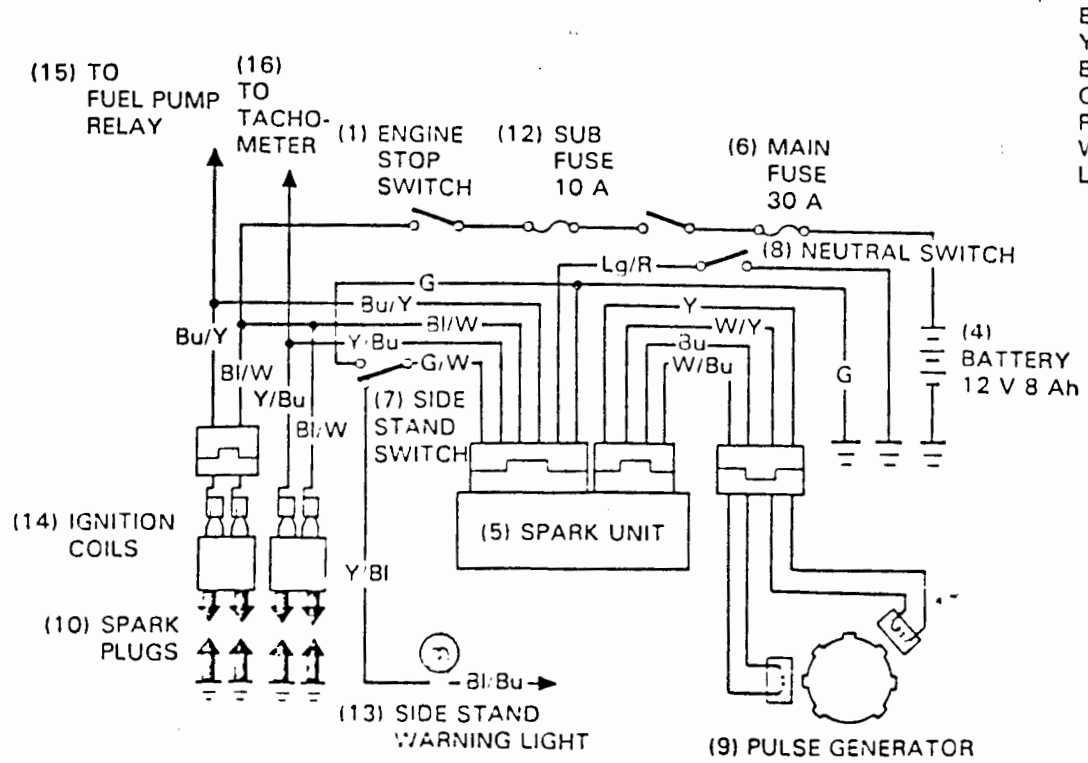 (15) TO
FUEL PUMP
RELAY
(16)
TO
TACHO-
METER
(1) ENGINE
STOP
SWITCH
(12) SUB
FUSE
10 A
(6) MAIN
FUSE
30 A
(8) NEUTRAL SWITCH
Lg/R
G
Bu/Y
Y
Bl/W
W/Y
Bu/Y
Y/Bu
Bu
G/W
W/Bu
(4)
BATTERY
12 V 8 Ah
G
Bl/W
Y/Bu
Bl/W
(7) SIDE
STAND
SWITCH
(14) IGNITION
COILS
(5) SPARK UNIT
Y/Bl
(10) SPARK
PLUGS
Bl/Bu
(13) SIDE STAND
WARNING LIGHT
(9) PULSE GENERATOR